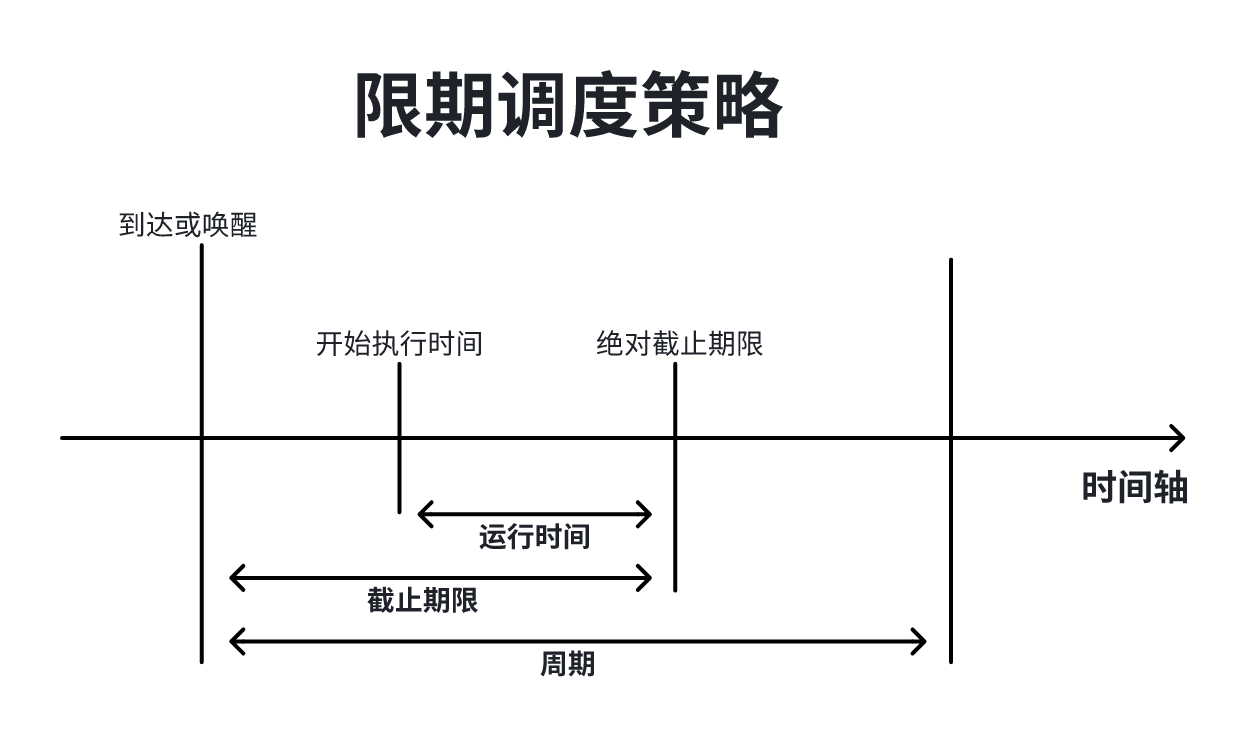 限期调度策略
到达或唤醒
开始执行时间
绝对截止期限
时间轴
运行时间
截止期限
周期